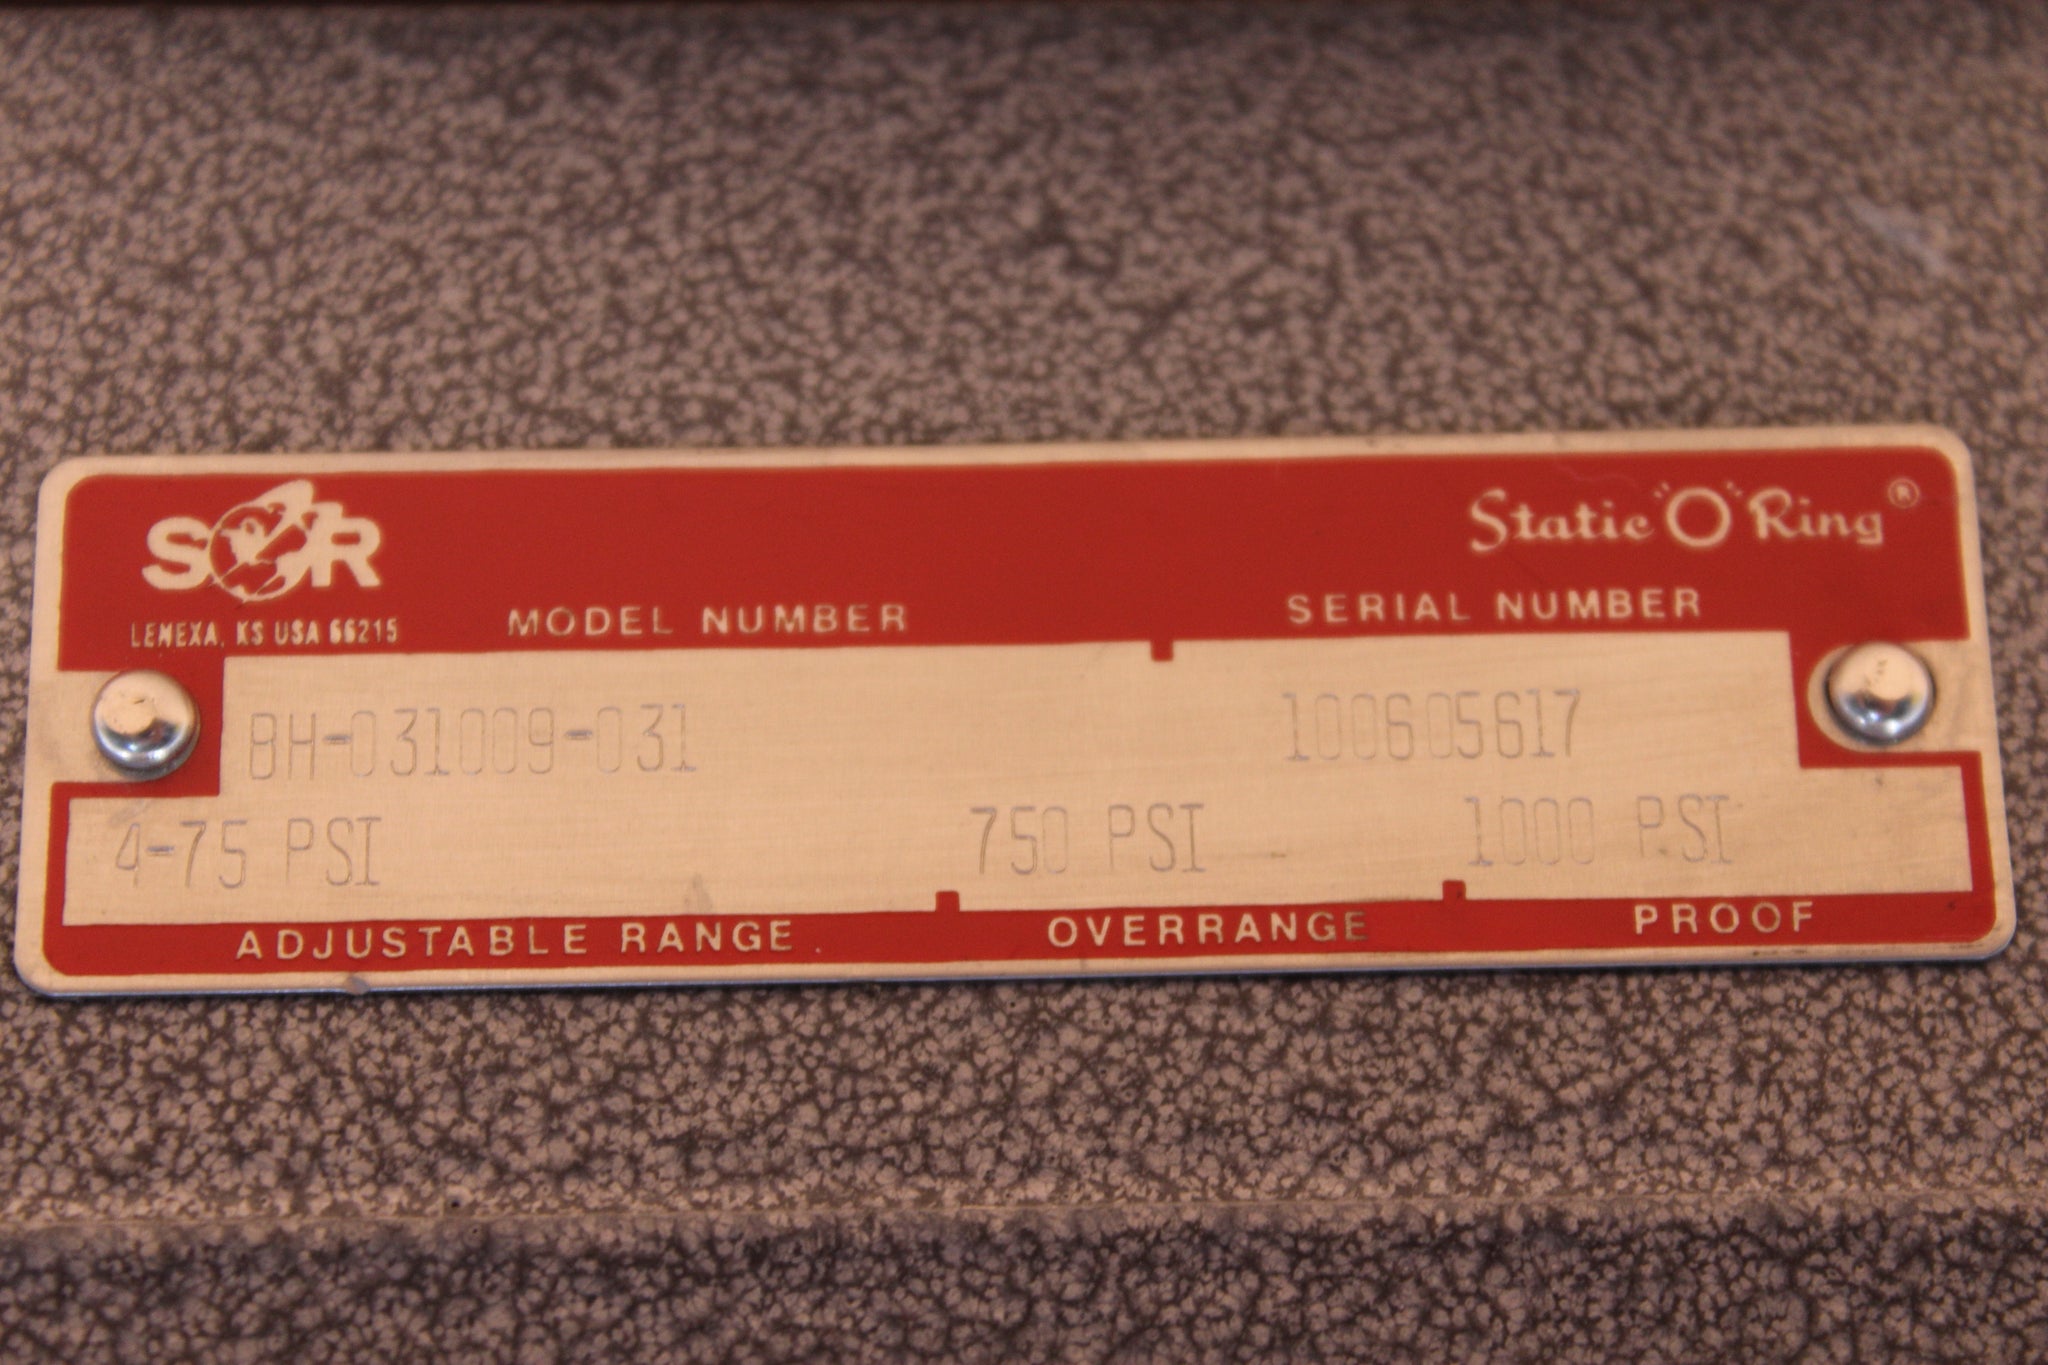 SOR Static "O" Ring®
LENEXA, KS USA 66215 MODEL NUMBER SERIAL NUMBER
BH-031009-031 100605617
4-75 PSI 750 PSI 1000 PSI
ADJUSTABLE RANGE OVERRANGE PROOF